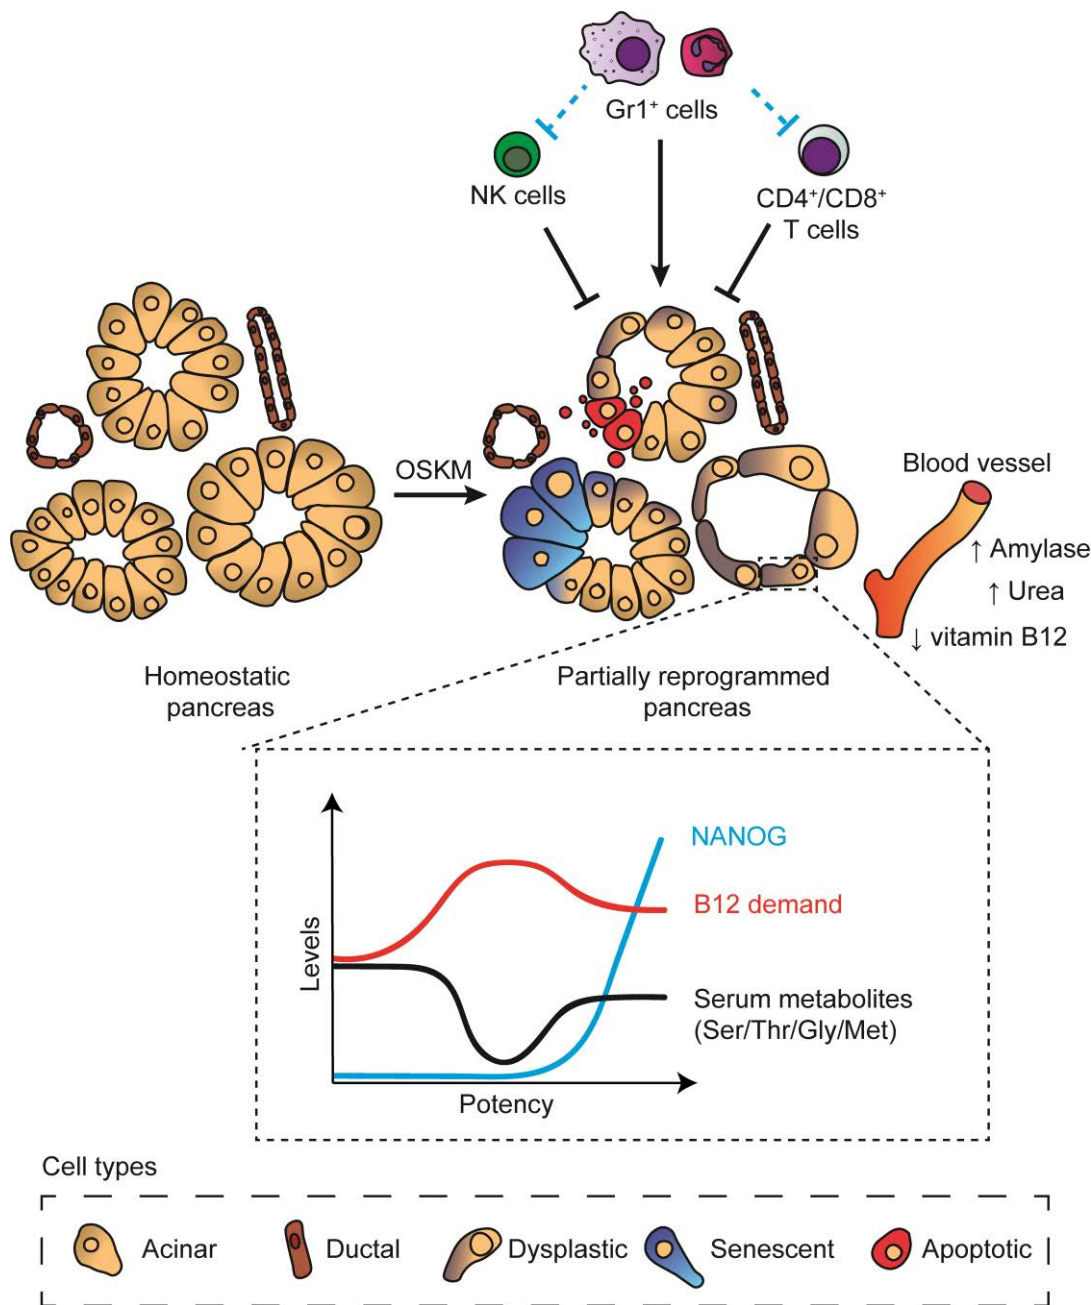 Gr1⁺ cells
NK cells
CD4⁺/CD8⁺
T cells
OSKM
Blood vessel
↑ Amylase
↑ Urea
↓ vitamin B12
Homeostatic
pancreas
Partially reprogrammed
pancreas
NANOG
B12 demand
Levels
Serum metabolites
(Ser/Thr/Gly/Met)
Potency
Cell types
Acinar
Ductal
Dysplastic
Senescent
Apoptotic